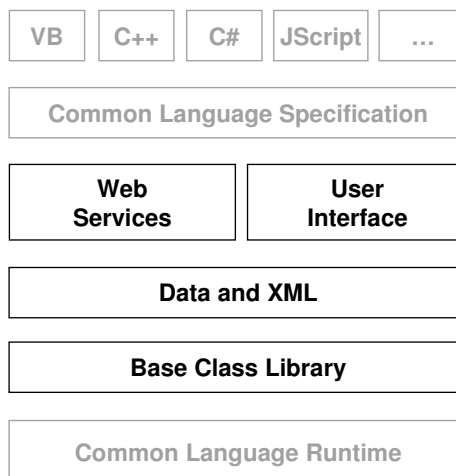 VB C++ C# JScript ...
Common Language Specification
Web Services
User Interface
Data and XML
Base Class Library
Common Language Runtime